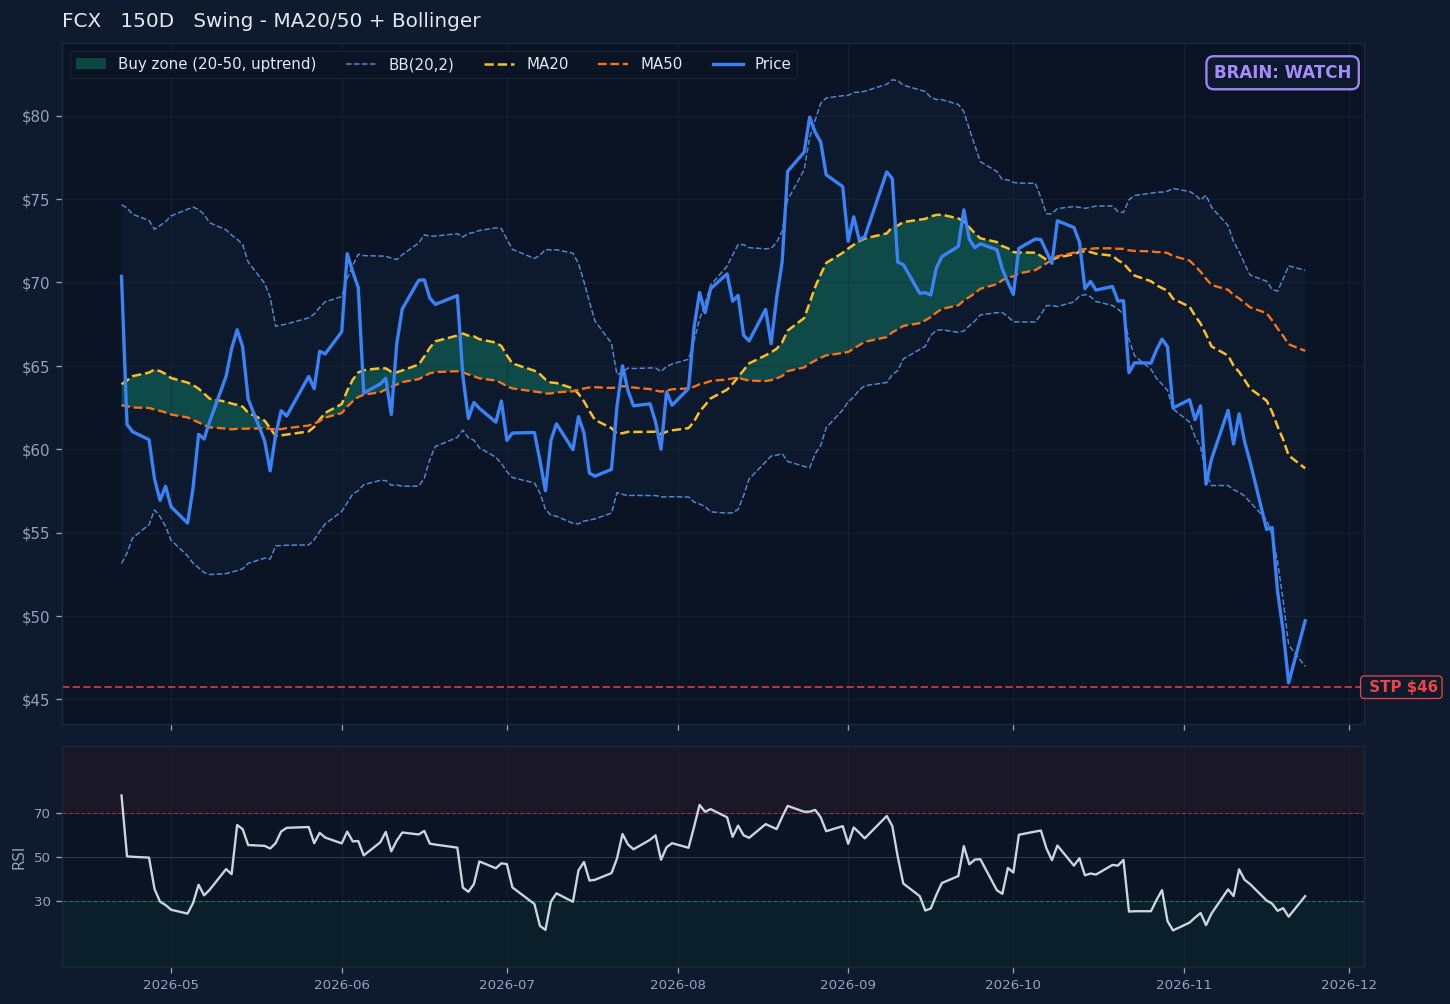 FCX   150D   Swing - MA20/50 + Bollinger
Buy zone (20-50, uptrend)   BB(20,2)   MA20   MA50   Price
BRAIN: WATCH
$80
$75
$70
$65
$60
$55
$50
$45
STP $46
70
50
30
RSI
2026-05   2026-06   2026-07   2026-08   2026-09   2026-10   2026-11   2026-12